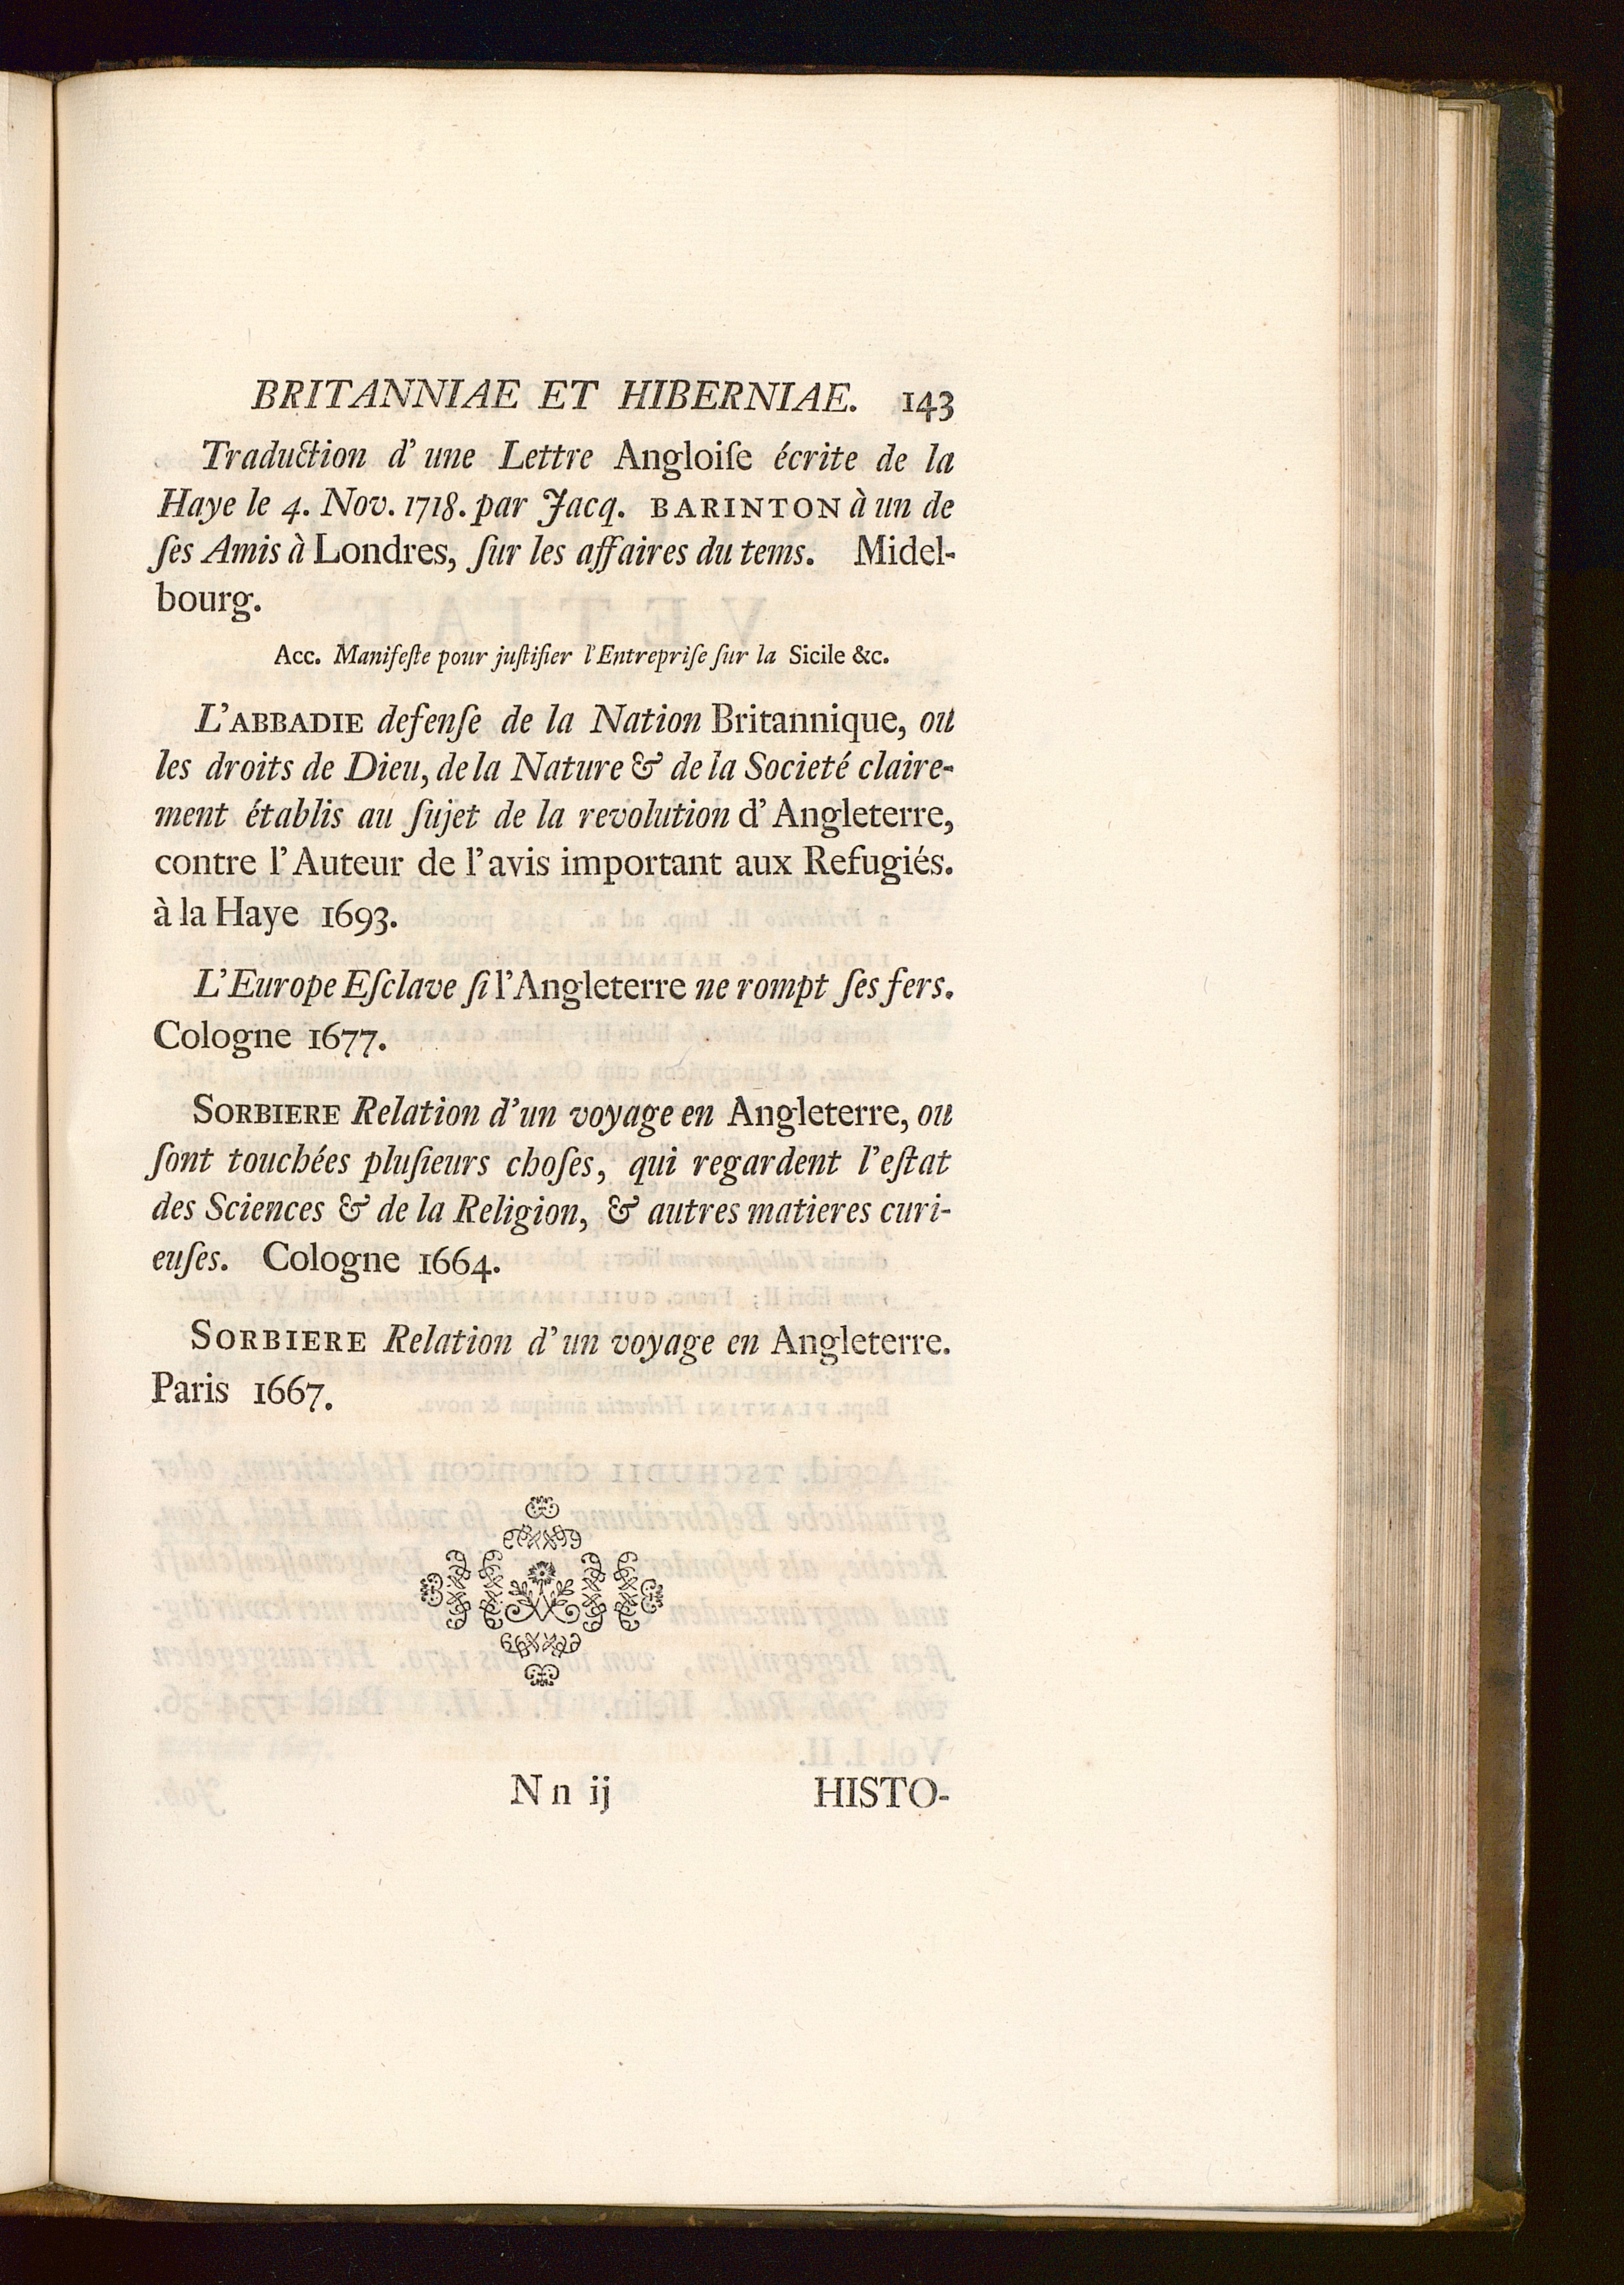 BRITANNIAE ET HIBERNIAE. 143
Traduction d' une Lettre Angloiſe écrite de la
Haye le 4. Nov. 1718. par Jacq. BARINTON à un de
ſes Amis à Londres, ſur les affaires du tems. Midel-
bourg.
Acc. Manifeſte pour juſtifier l'Entrepriſe ſur la Sicile &c.
L'ABBADIE defenſe de la Nation Britannique, ou
les droits de Dieu, de la Nature & de la Societé claire-
ment établis au ſujet de la revolution d' Angleterre,
contre l' Auteur de l'avis important aux Refugiés.
à la Haye 1693.
L'Europe Eſclave ſi l'Angleterre ne rompt ſes fers.
Cologne 1677.
SORBIERE Relation d'un voyage en Angleterre, ou
ſont touchées pluſieurs choſes, qui regardent l'eſtat
des Sciences & de la Religion, & autres matieres curi-
euſes. Cologne 1664.
SORBIERE Relation d' un voyage en Angleterre.
Paris 1667.
N n ij HISTO-